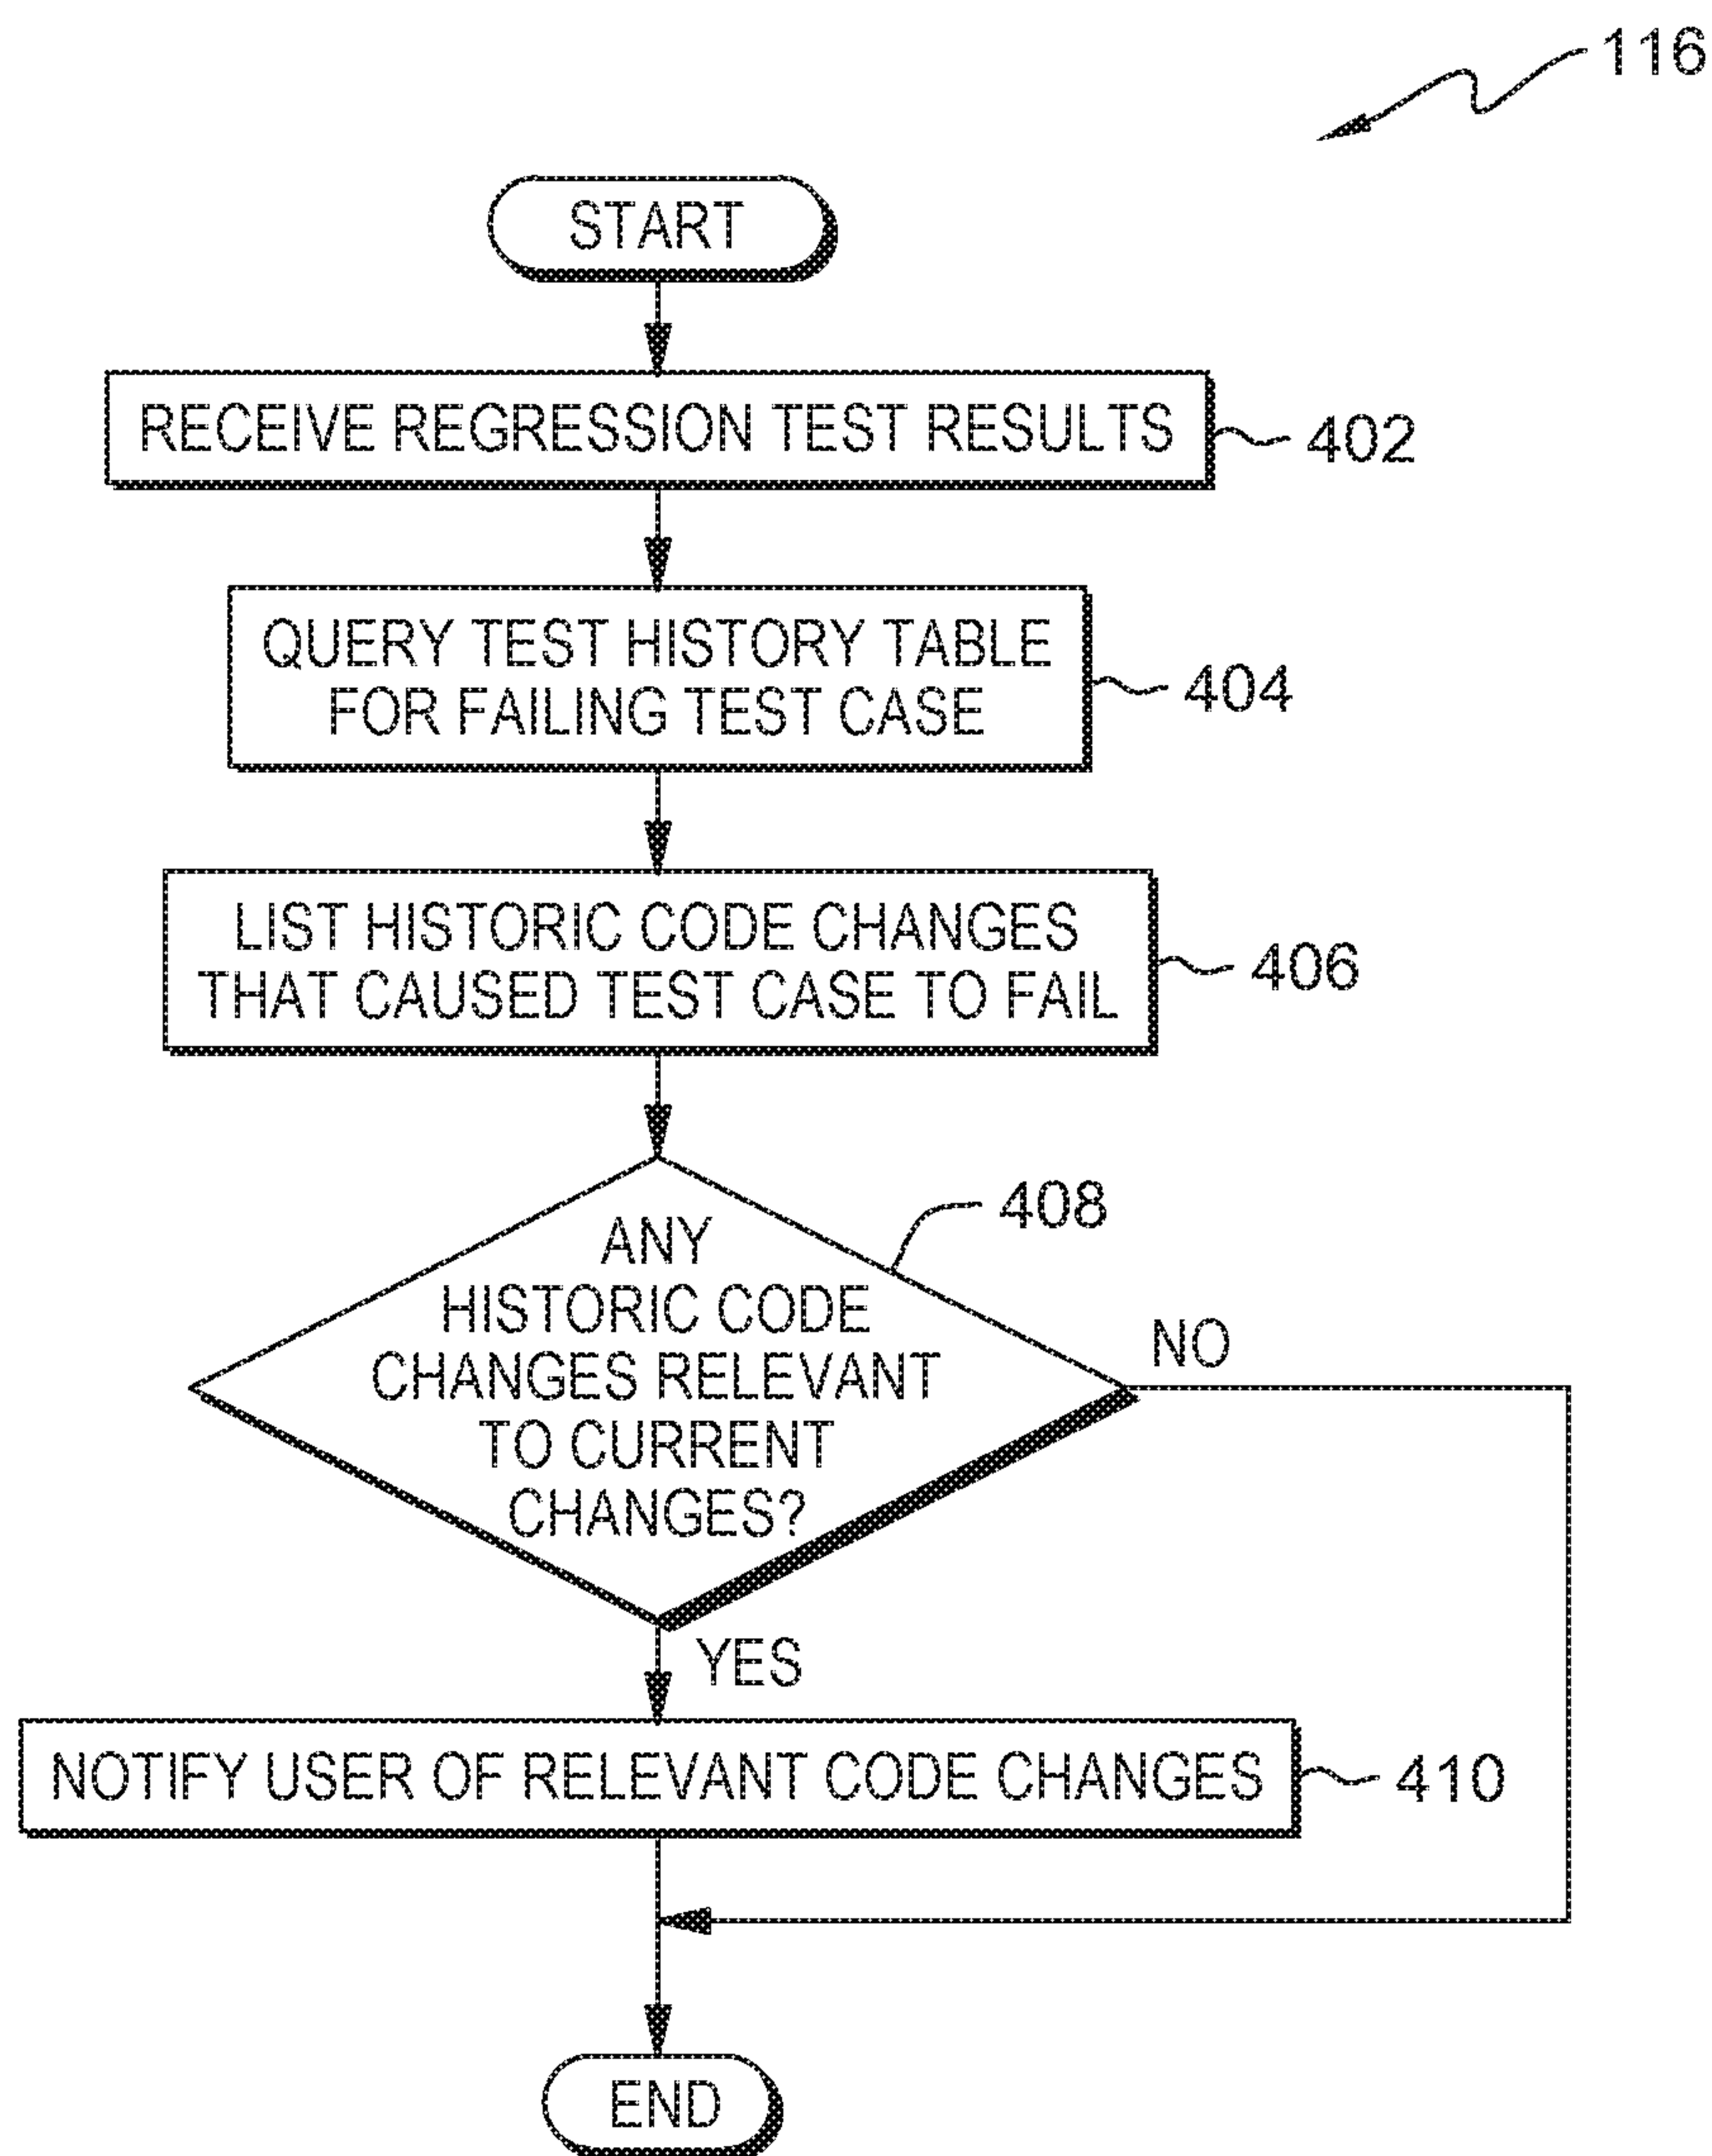 116
START
RECEIVE REGRESSION TEST RESULTS
402
QUERY TEST HISTORY TABLE
FOR FAILING TEST CASE
404
LIST HISTORIC CODE CHANGES
THAT CAUSED TEST CASE TO FAIL
406
408
ANY
HISTORIC CODE
CHANGES RELEVANT
TO CURRENT
CHANGES?
NO
YES
NOTIFY USER OF RELEVANT CODE CHANGES
410
END